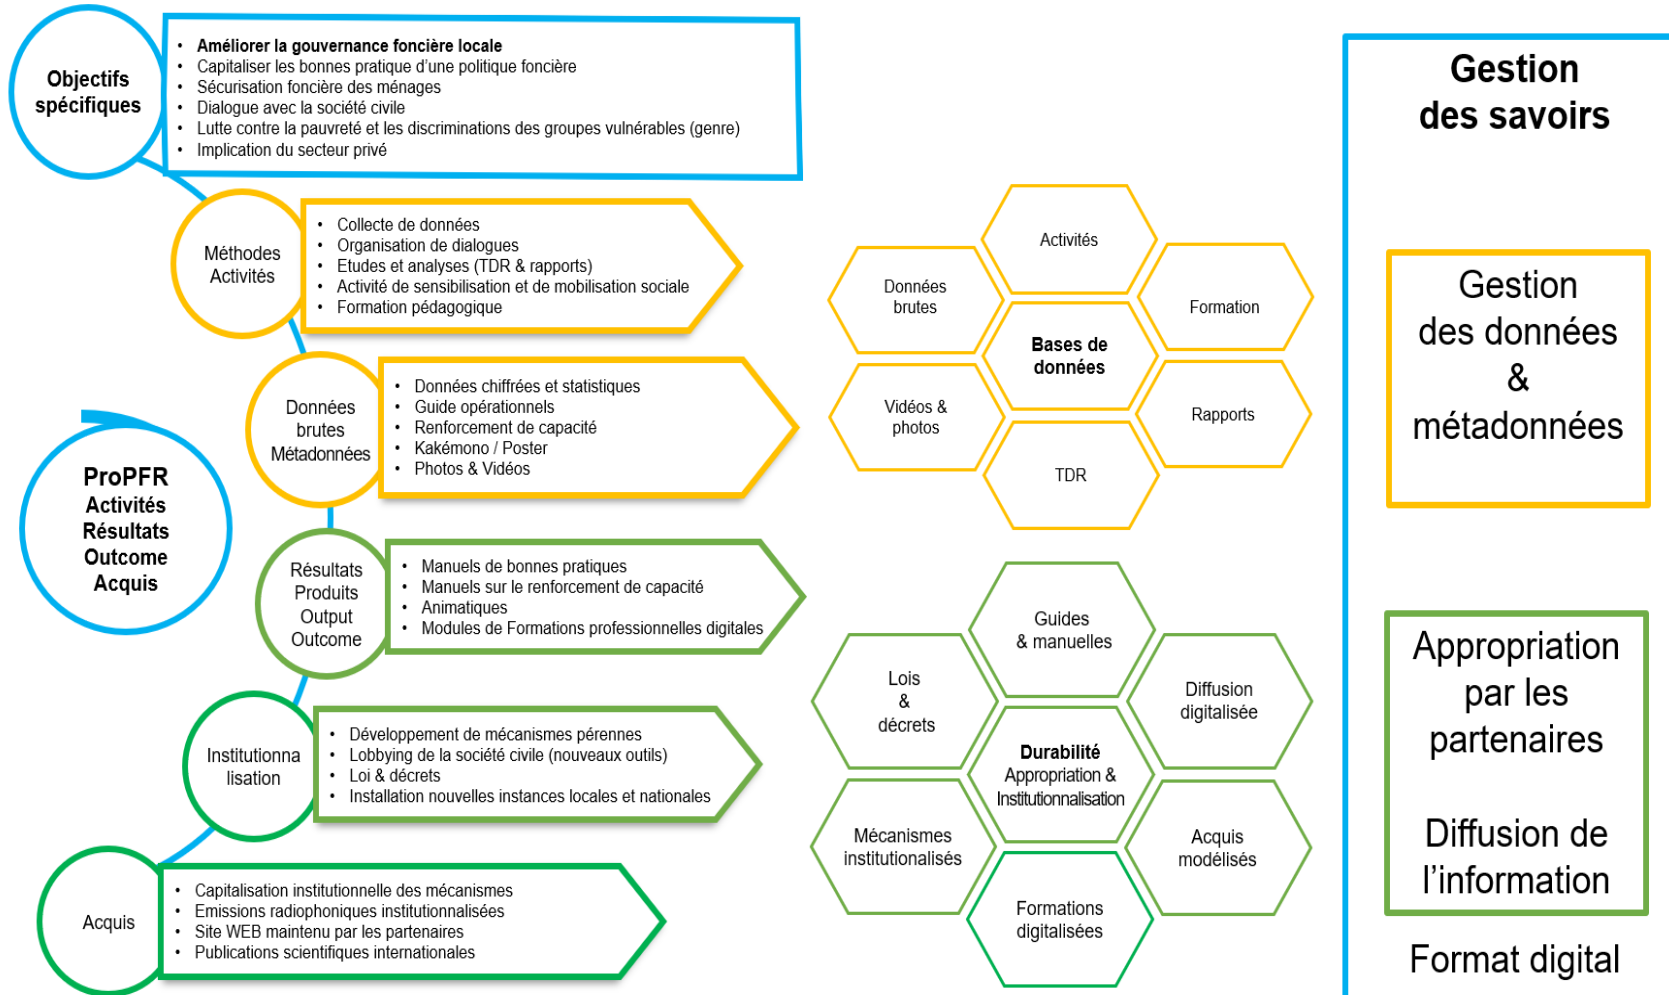 Objectifs
spécifiques
• Améliorer la gouvernance foncière locale
• Capitaliser les bonnes pratique d'une politique foncière
• Sécurisation foncière des ménages
• Dialogue avec la société civile
• Lutte contre la pauvreté et les discriminations des groupes vulnérables (genre)
• Implication du secteur privé
Méthodes
Activités
• Collecte de données
• Organisation de dialogues
• Etudes et analyses (TDR & rapports)
• Activité de sensibilisation et de mobilisation sociale
• Formation pédagogique
Données
brutes
Métadonnées
• Données chiffrées et statistiques
• Guide opérationnels
• Renforcement de capacité
• Kakémono / Poster
• Photos & Vidéos
ProPFR
Activités
Résultats
Outcome
Acquis
Résultats
Produits
Output
Outcome
• Manuels de bonnes pratiques
• Manuels sur le renforcement de capacité
• Animatiques
• Modules de Formations professionnelles digitales
Institutionna
lisation
• Développement de mécanismes pérennes
• Lobbying de la société civile (nouveaux outils)
• Loi & décrets
• Installation nouvelles instances locales et nationales
Acquis
• Capitalisation institutionnelle des mécanismes
• Emissions radiophoniques institutionnalisées
• Site WEB maintenu par les partenaires
• Publications scientifiques internationales
Activités
Données
brutes
Formation
Bases de
données
Vidéos &
photos
Rapports
TDR
Guides
& manuelles
Lois
&
décrets
Diffusion
digitalisée
Durabilité
Appropriation &
Institutionnalisation
Mécanismes
institutionalisés
Acquis
modélisés
Formations
digitalisées
Gestion
des savoirs
Gestion
des données
&
métadonnées
Appropriation
par les
partenaires
Diffusion de
l'information
Format digital